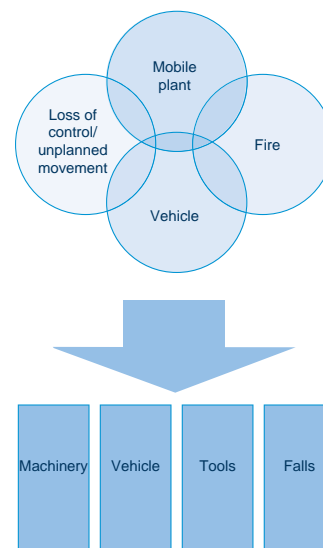 Mobile
plant
Loss of
control/
unplanned
movement
Fire
Vehicle
Machinery
Vehicle
Tools
Falls